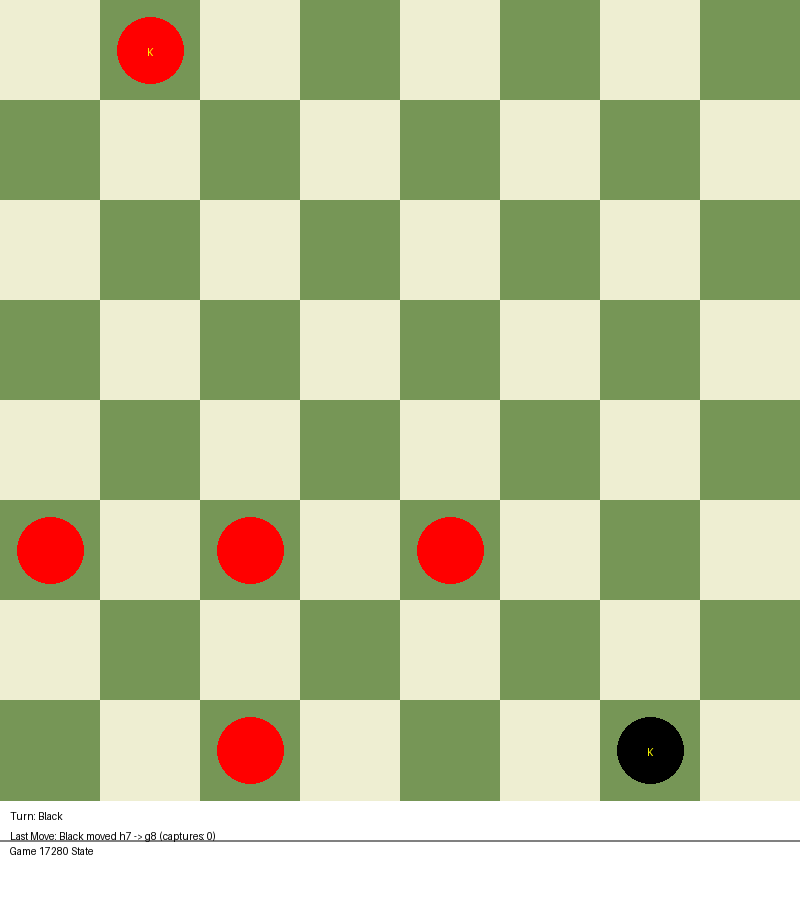 K
K
Turn: Black
Last Move: Black moved h7 -> g8 (captures: 0)
Game 17280 State